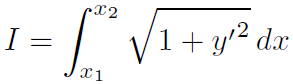 I = \int_{x_1}^{x_2} \sqrt{1 + y'^2} \, dx